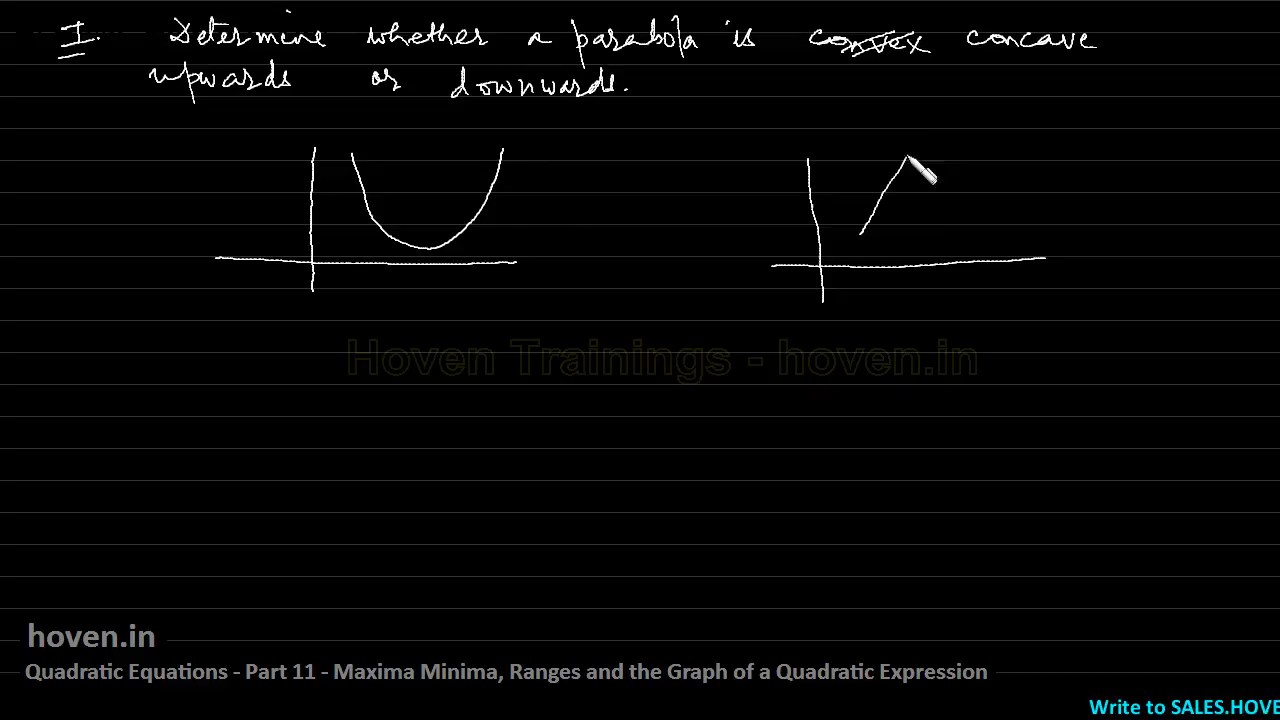 I. Determine whether a parabola is convex concave
upwards or downwards.
Hoven Trainings - hoven.in
hoven.in
Quadratic Equations - Part 11 - Maxima Minima, Ranges and the Graph of a Quadratic Expression
Write to SALES.HOVE